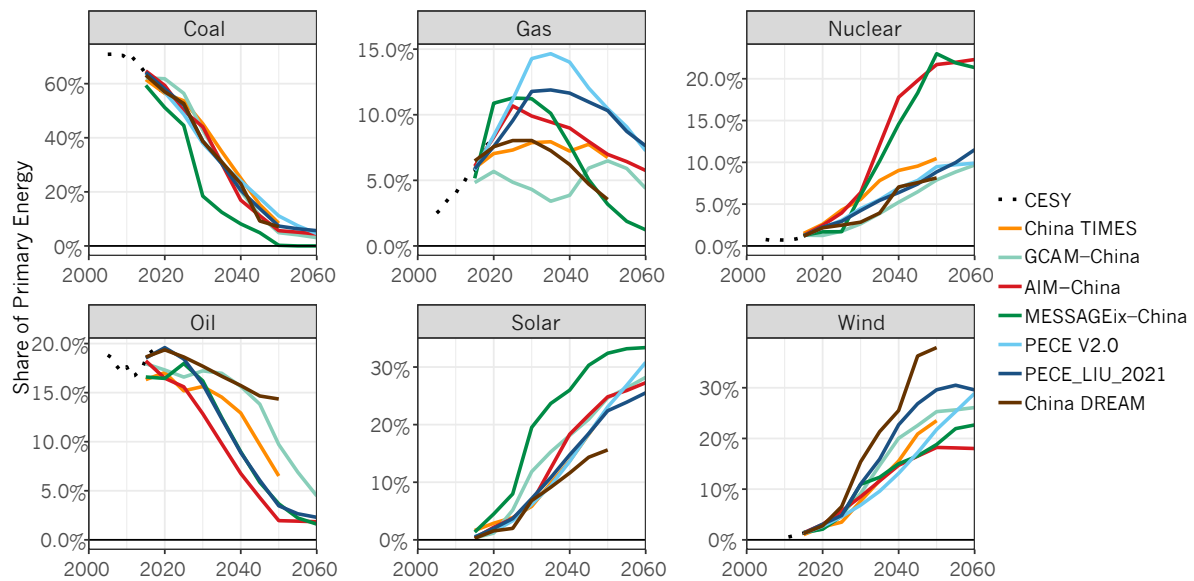 Share of Primary Energy
Coal
60%
40%
20%
0%
2000 2020 2040 2060
Gas
15.0%
10.0%
5.0%
0.0%
2000 2020 2040 2060
Nuclear
20.0%
15.0%
10.0%
5.0%
0.0%
2000 2020 2040 2060
Oil
20.0%
15.0%
10.0%
5.0%
0.0%
2000 2020 2040 2060
Solar
30%
20%
10%
0%
2000 2020 2040 2060
Wind
30%
20%
10%
0%
2000 2020 2040 2060
CESY
China TIMES
GCAM−China
AIM−China
MESSAGEix−China
PECE V2.0
PECE_LIU_2021
China DREAM